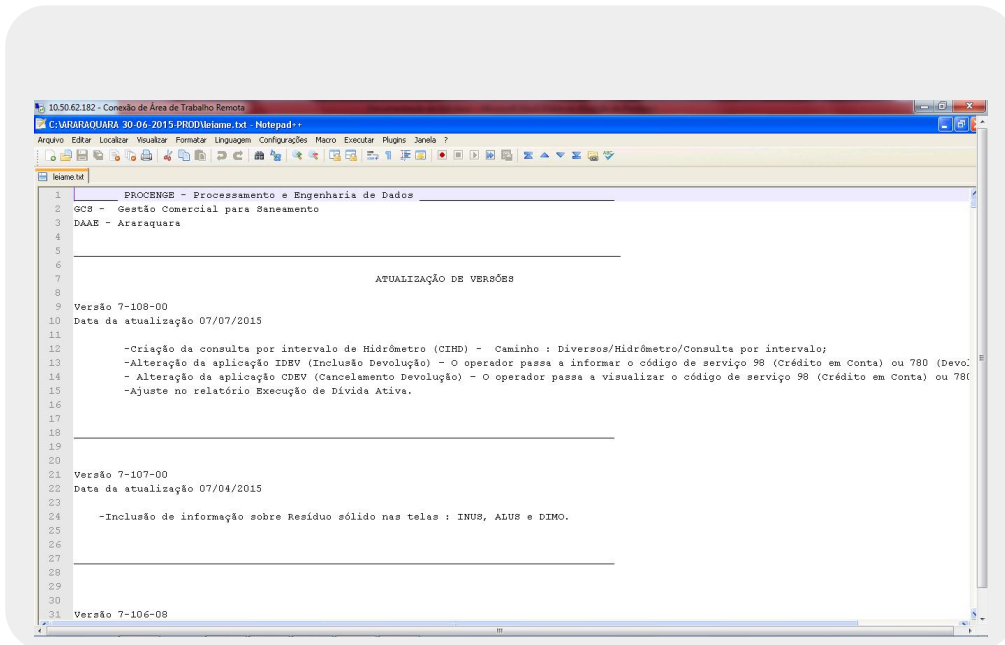 10.50.62.182 - Conexão de Área de Trabalho Remota
C:\ARARAQUARA 30-06-2015-PROD\leiame.txt - Notepad++
Arquivo Editar Localizar Visualizar Formatar Linguagem Configurações Macro Executar Plugins Janela ?
leiame.txt
1 ______ PROCENGE - Processamento e Engenharia de Dados ___________________________
2 GCS - Gestão Comercial para Saneamento
3 DAAE - Araraquara
4
5
6
7 ATUALIZAÇÃO DE VERSÕES
8
9 Versão 7-108-00
10 Data da atualização 07/07/2015
11
12 -Criação da consulta por intervalo de Hidrômetro (CIHD) - Caminho : Diversos/Hidrômetro/Consulta por intervalo;
13 -Alteração da aplicação IDEV (Inclusão Devolução) - O operador passa a informar o código de serviço 98 (Crédito em Conta) ou 780 (Devol
14 - Alteração da aplicação CDEV (Cancelamento Devolução) - O operador passa a visualizar o código de serviço 98 (Crédito em Conta) ou 780
15 -Ajuste no relatório Execução de Dívida Ativa.
16
17
18
19
20
21 Versão 7-107-00
22 Data da atualização 07/04/2015
23
24 -Inclusão de informação sobre Resíduo sólido nas telas : INUS, ALUS e DIMO.
25
26
27
28
29
30
31 Versão 7-106-08